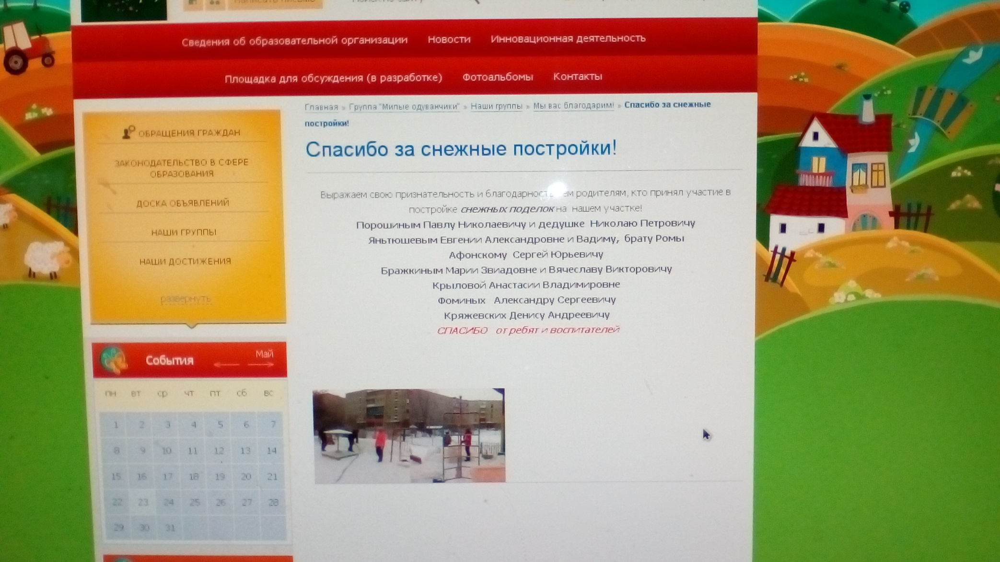 Написать письмо
Поиск по сайту
Сведения об образовательной организации Новости Инновационная деятельность
Площадка для обсуждения (в разработке) Фотоальбомы Контакты
Главная » Группа "Милые одуванчики" » Наши группы » Мы вас благодарим! » Спасибо за снежные
постройки!
ОБРАЩЕНИЯ ГРАЖДАН
ЗАКОНОДАТЕЛЬСТВО В СФЕРЕ
ОБРАЗОВАНИЯ
ДОСКА ОБЪЯВЛЕНИЙ
НАШИ ГРУППЫ
НАШИ ДОСТИЖЕНИЯ
развернуть
Спасибо за снежные постройки!
Выражаем свою признательность и родителям, кто принял участие в
постройке снежных поделок на нашем участке!
Порошиным Павлу Николаевичу и дедушке Николаю Петровичу
Яньтюшевым Евгении Александровне и Вадиму, брату Ромы
Афонскому Сергей Юрьевичу
Бражкиным Марии Звиадовне и Вячеславу Викторовичу
Крыловой Анастасии Владимировне
Фоминых Александру Сергеевичу
Кряжевских Денису Андреевичу
СПАСИБО от ребят и воспитателей
События Май
пн вт ср чт пт сб вс
1 2 3 4 5 6 7
8 9 10 11 12 13 14
15 16 17 18 19 20 21
22 23 24 25 26 27 28
29 30 31